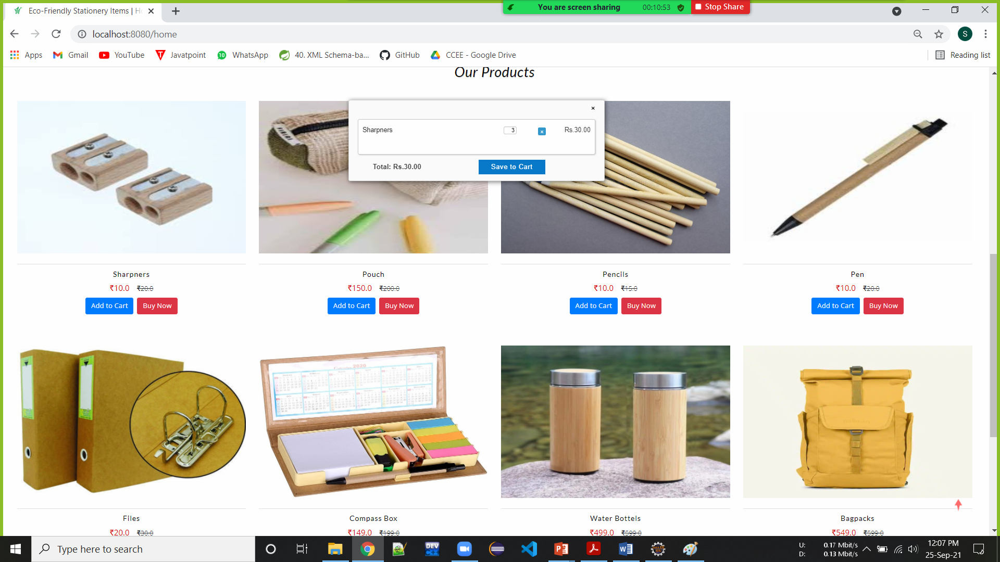 Eco-Friendly Stationery Items | Ho
You are screen sharing
00:10:53
Stop Share
localhost:8080/home
S
Apps
Gmail
YouTube
Javatpoint
10
WhatsApp
40. XML Schema-ba...
GitHub
CCEE - Google Drive
Reading list
Our Products
Sharpners
3
x
Rs.30.00
Total: Rs.30.00
Save to Cart
Sharpners
₹10.0 ₹20.0
Add to Cart Buy Now
Pouch
₹150.0 ₹200.0
Add to Cart Buy Now
Pencils
₹10.0 ₹15.0
Add to Cart Buy Now
Pen
₹10.0 ₹20.0
Add to Cart Buy Now
2020
Files
₹20.0 ₹30.0
Compass Box
₹149.0 ₹199.0
Water Bottels
₹499.0 ₹599.0
Bagpacks
₹549.0 ₹599.0
Type here to search
DEV
U: 0.17 Mbit/s
D: 0.13 Mbit/s
12:07 PM
25-Sep-21